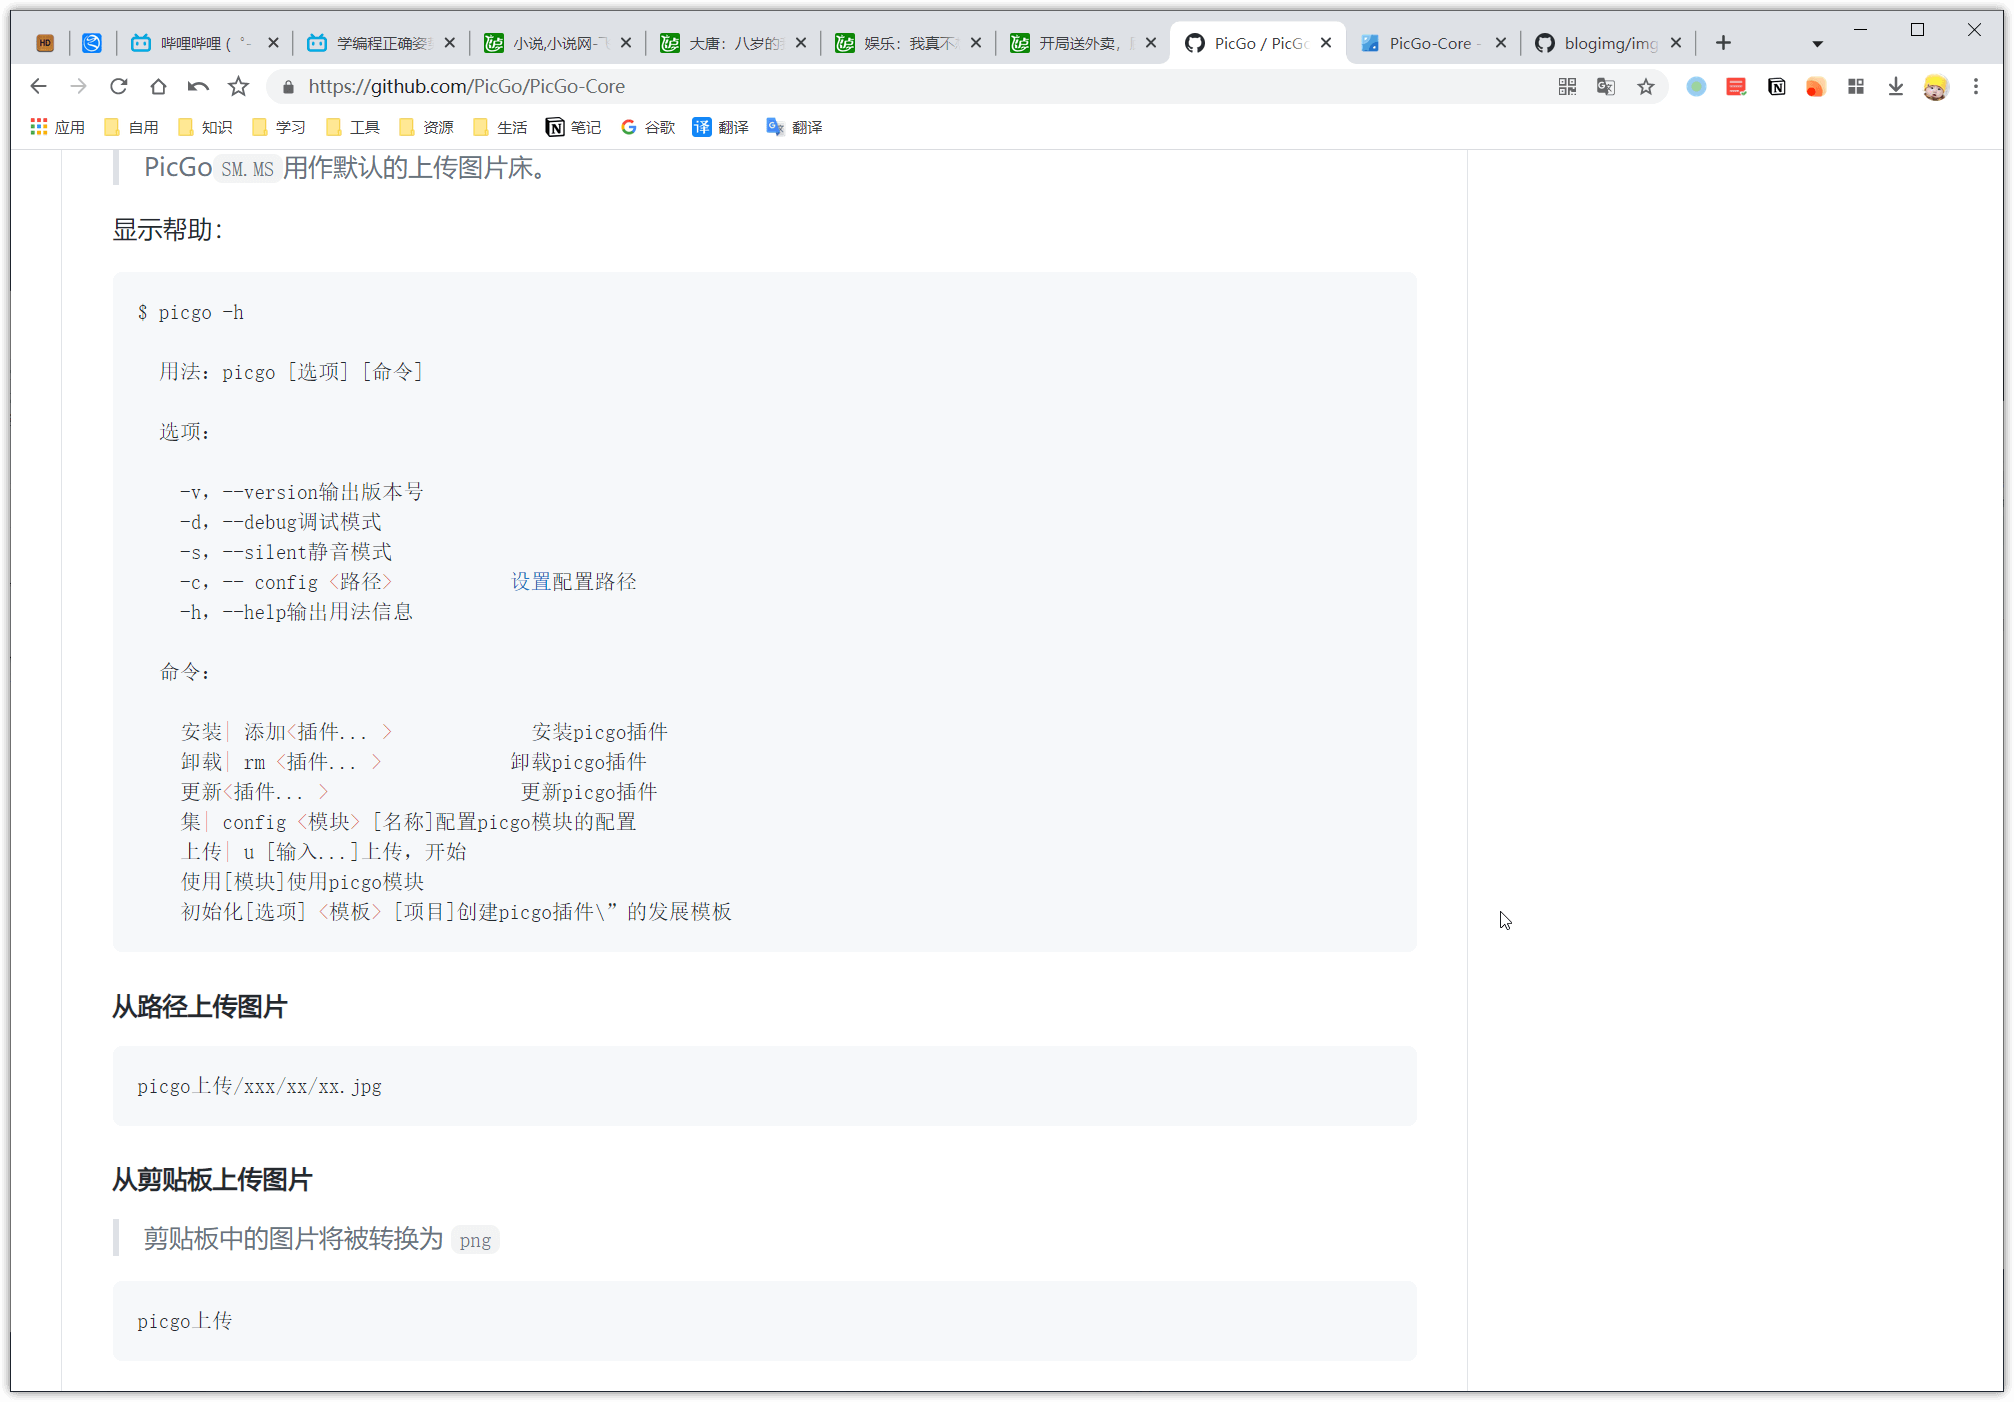 HD
哔哩哔哩 ( ゜-
学编程正确姿
小说,小说网-飞
大唐：八岁的
娱乐：我真不
开局送外卖，
PicGo / PicGo
PicGo-Core -
blogimg/img
https://github.com/PicGo/PicGo-Core
应用 自用 知识 学习 工具 资源 生活 笔记 谷歌 翻译 翻译
PicGo SM.MS 用作默认的上传图片床。
显示帮助：
$ picgo -h
用法：picgo [选项] [命令]
选项：
-v，--version输出版本号
-d，--debug调试模式
-s，--silent静音模式
-c，-- config <路径> 设置配置路径
-h，--help输出用法信息
命令：
安装| 添加<插件... > 安装picgo插件
卸载| rm <插件... > 卸载picgo插件
更新<插件... > 更新picgo插件
集| config <模块> [名称]配置picgo模块的配置
上传| u [输入...]上传，开始
使用[模块]使用picgo模块
初始化[选项] <模板> [项目]创建picgo插件\”的发展模板
从路径上传图片
picgo上传/xxx/xx/xx.jpg
从剪贴板上传图片
剪贴板中的图片将被转换为 png
picgo上传